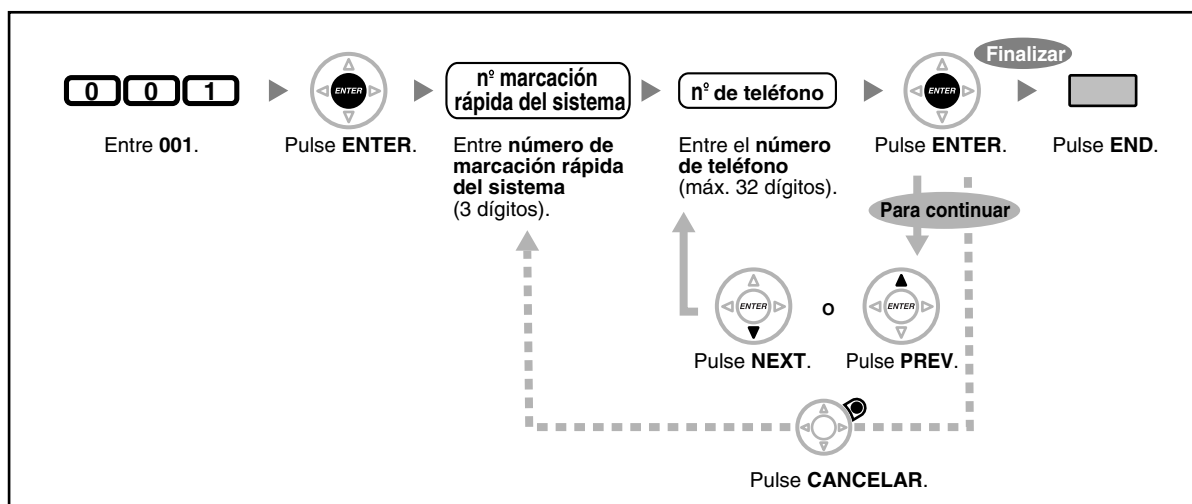 0 0 1
ENTER
nº marcación
rápida del sistema
nº de teléfono
ENTER
Finalizar
Entre 001.
Pulse ENTER.
Entre número de
marcación rápida
del sistema
(3 dígitos).
Entre el número
de teléfono
(máx. 32 dígitos).
Pulse ENTER.
Pulse END.
Para continuar
ENTER
o
ENTER
Pulse NEXT.
Pulse PREV.
Pulse CANCELAR.